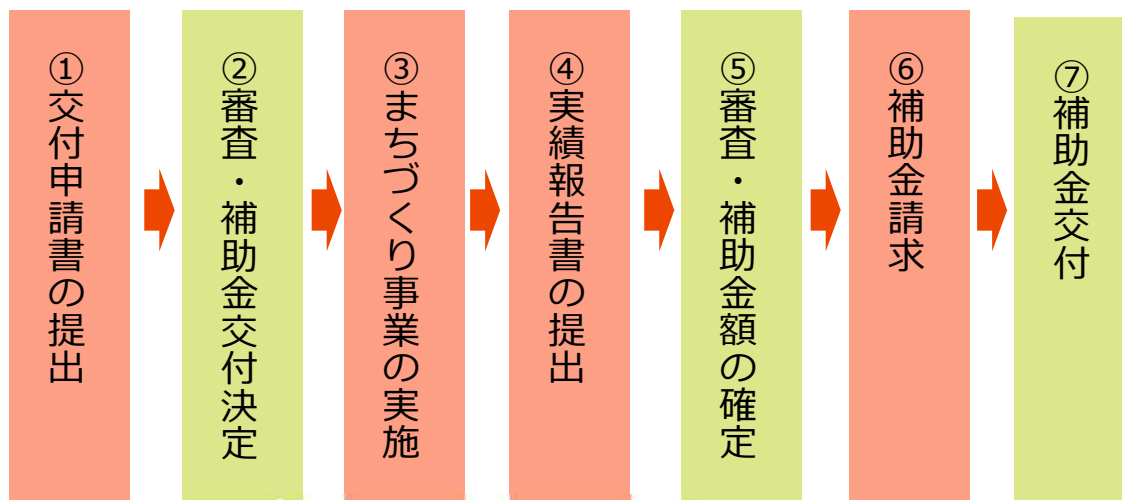 ①交付申請書の提出
②審査・補助金交付決定
③まちづくり事業の実施
④実績報告書の提出
⑤審査・補助金額の確定
⑥補助金請求
⑦補助金交付